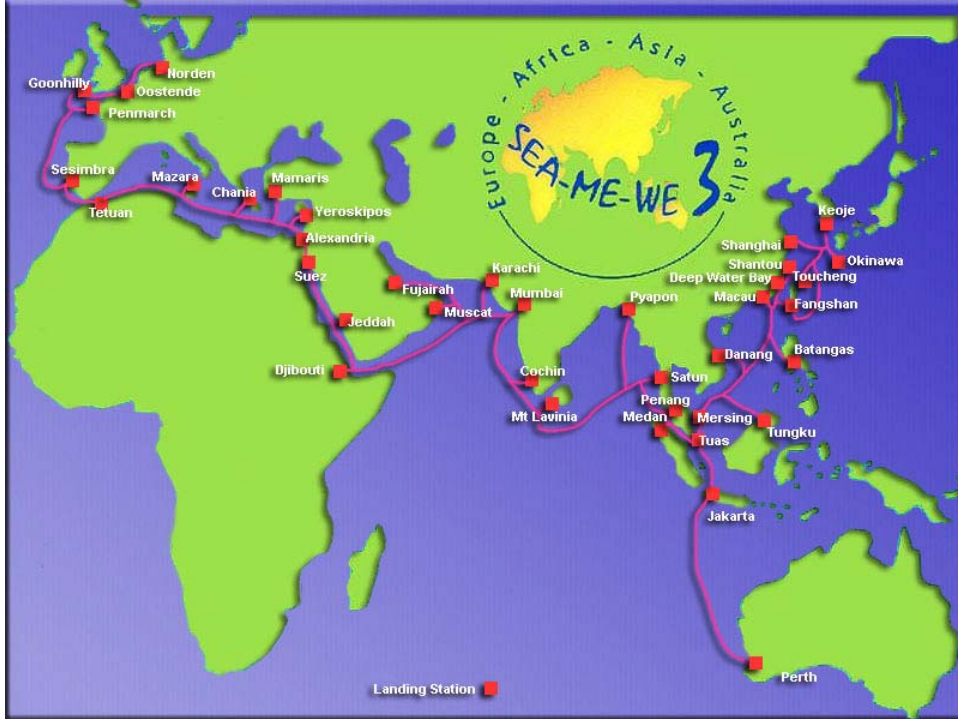 Europe - Africa - Asia - Australia
SEA-ME-WE 3
Norden
Goonhilly
Oostende
Penmarch
Sesimbra
Mazara
Mamaris
Chania
Tetuan
Yeroskipos
Alexandria
Suez
Keoje
Shanghai
Okinawa
Shantou
Karachi
Deep Water Bay
Toucheng
Fujairah
Mumbai
Pyapon
Macau
Fangshan
Muscat
Jeddah
Danang
Batangas
Djibouti
Cochin
Satun
Mt Lavinia
Penang
Medan
Mersing
Tungku
Tuas
Jakarta
Perth
Landing Station